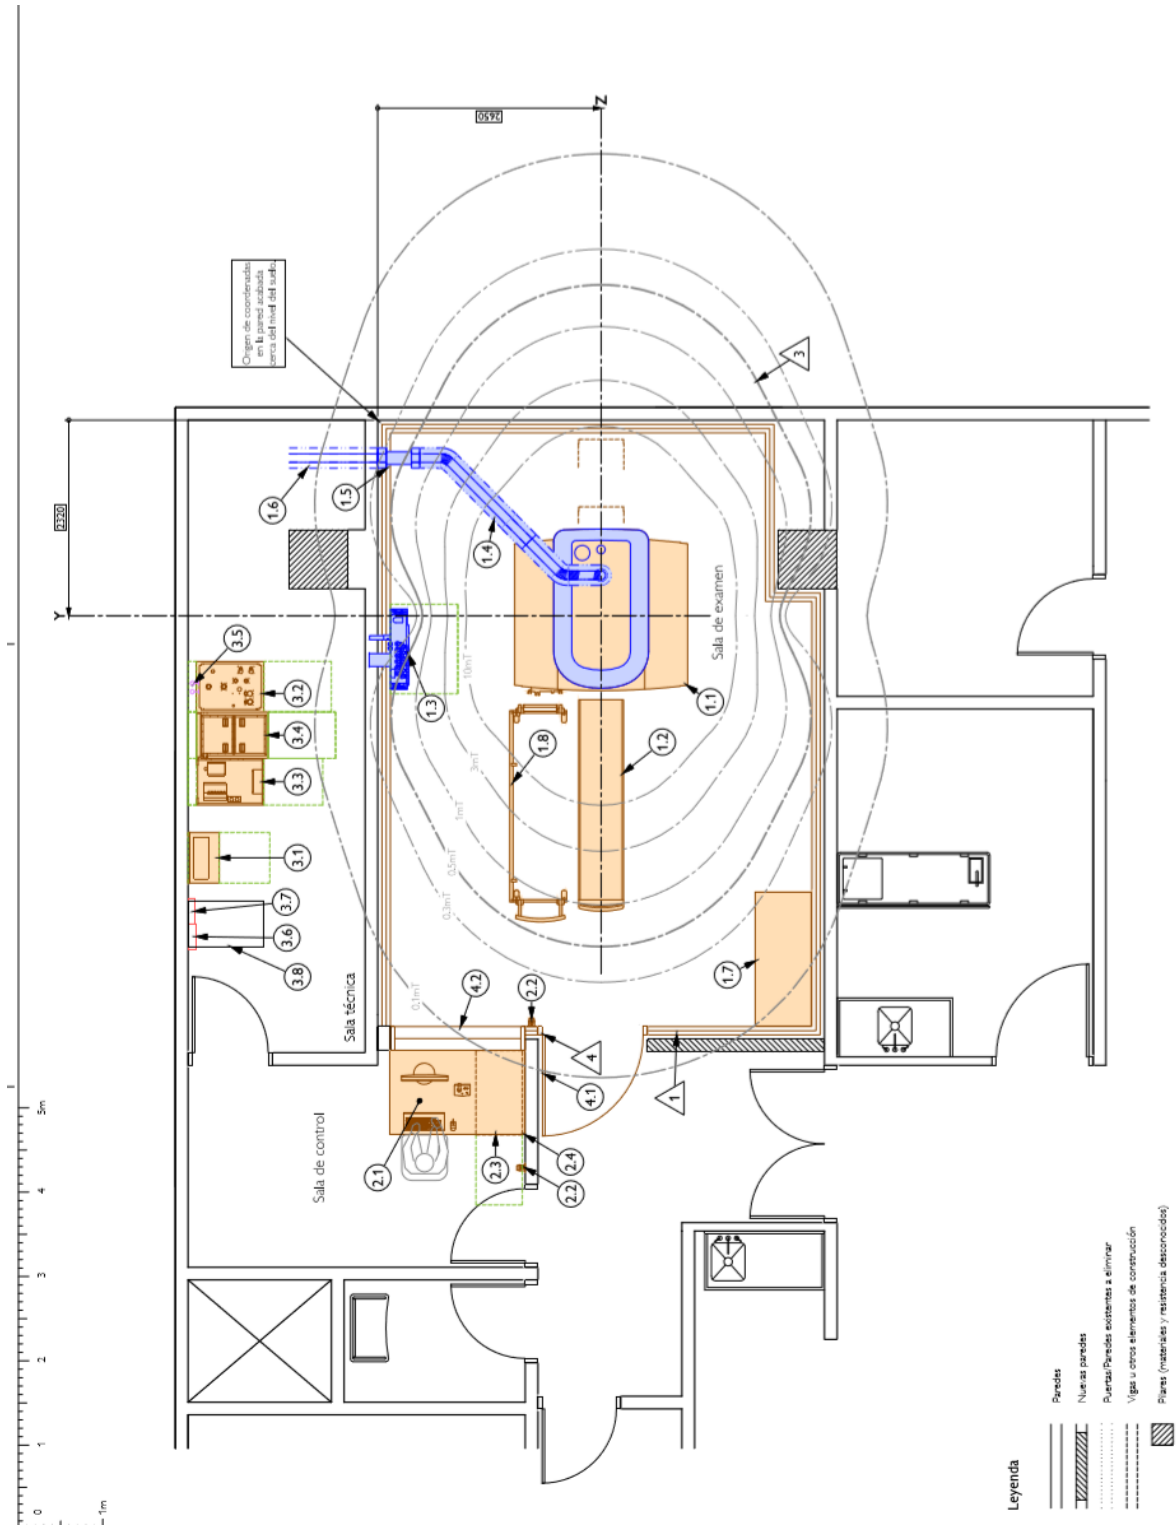 Z
2650
Origen de coordenadas
en la pared acabada
cerca del nivel del suelo.
3
1.6
1.5
2320
1.4
Y
Sala de examen
3.5
3.2
10mT
1.1
1.3
3.4
1.8
1.2
3.3
3mT
1mT
3.1
0.5mT
3.7
0.3mT
3.6
3.8
1.7
Sala técnica
0.1mT
4.2
2.2
4
4.1
1
Sala de control
2.1
2.3
2.4
2.2
5m
4
3
2
1
0
1m
Leyenda
Paredes
Nuevas paredes
Puertas/Paredes existentes a eliminar
Vigas u otros elementos de construcción
Pilares (materiales y resistencia desconocidos)